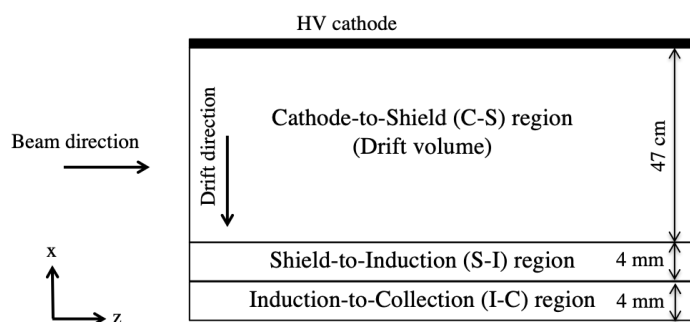 HV cathode
Cathode-to-Shield (C-S) region
(Drift volume)
Drift direction
47 cm
Beam direction
Shield-to-Induction (S-I) region
4 mm
Induction-to-Collection (I-C) region
4 mm
x
z